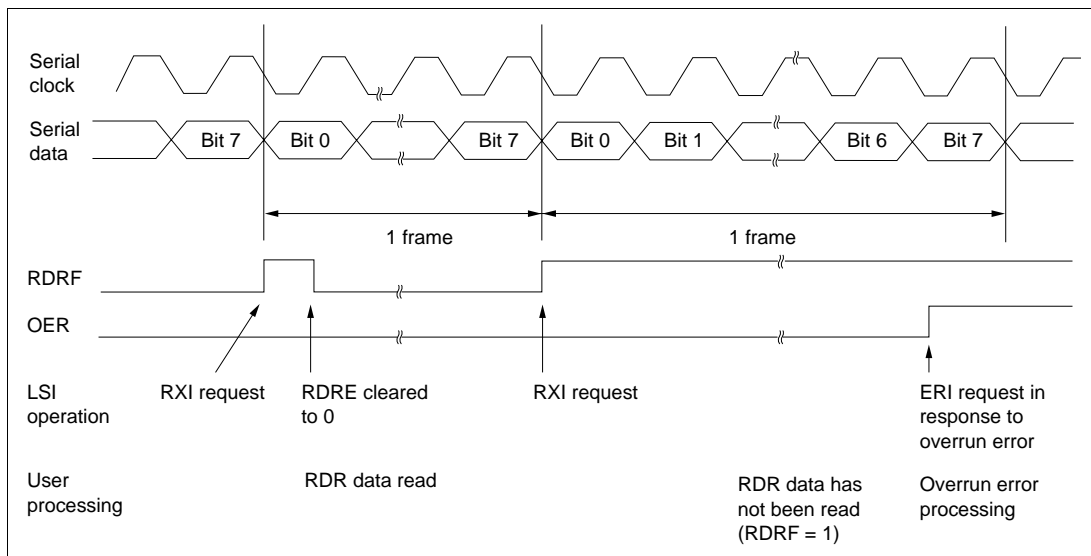 Serial
clock
Serial
data
Bit 7
Bit 0
Bit 7
Bit 0
Bit 1
Bit 6
Bit 7
1 frame
1 frame
RDRF
OER
LSI
operation
RXI request
RDRE cleared
to 0
RXI request
ERI request in
response to
overrun error
User
processing
RDR data read
RDR data has
not been read
(RDRF = 1)
Overrun error
processing